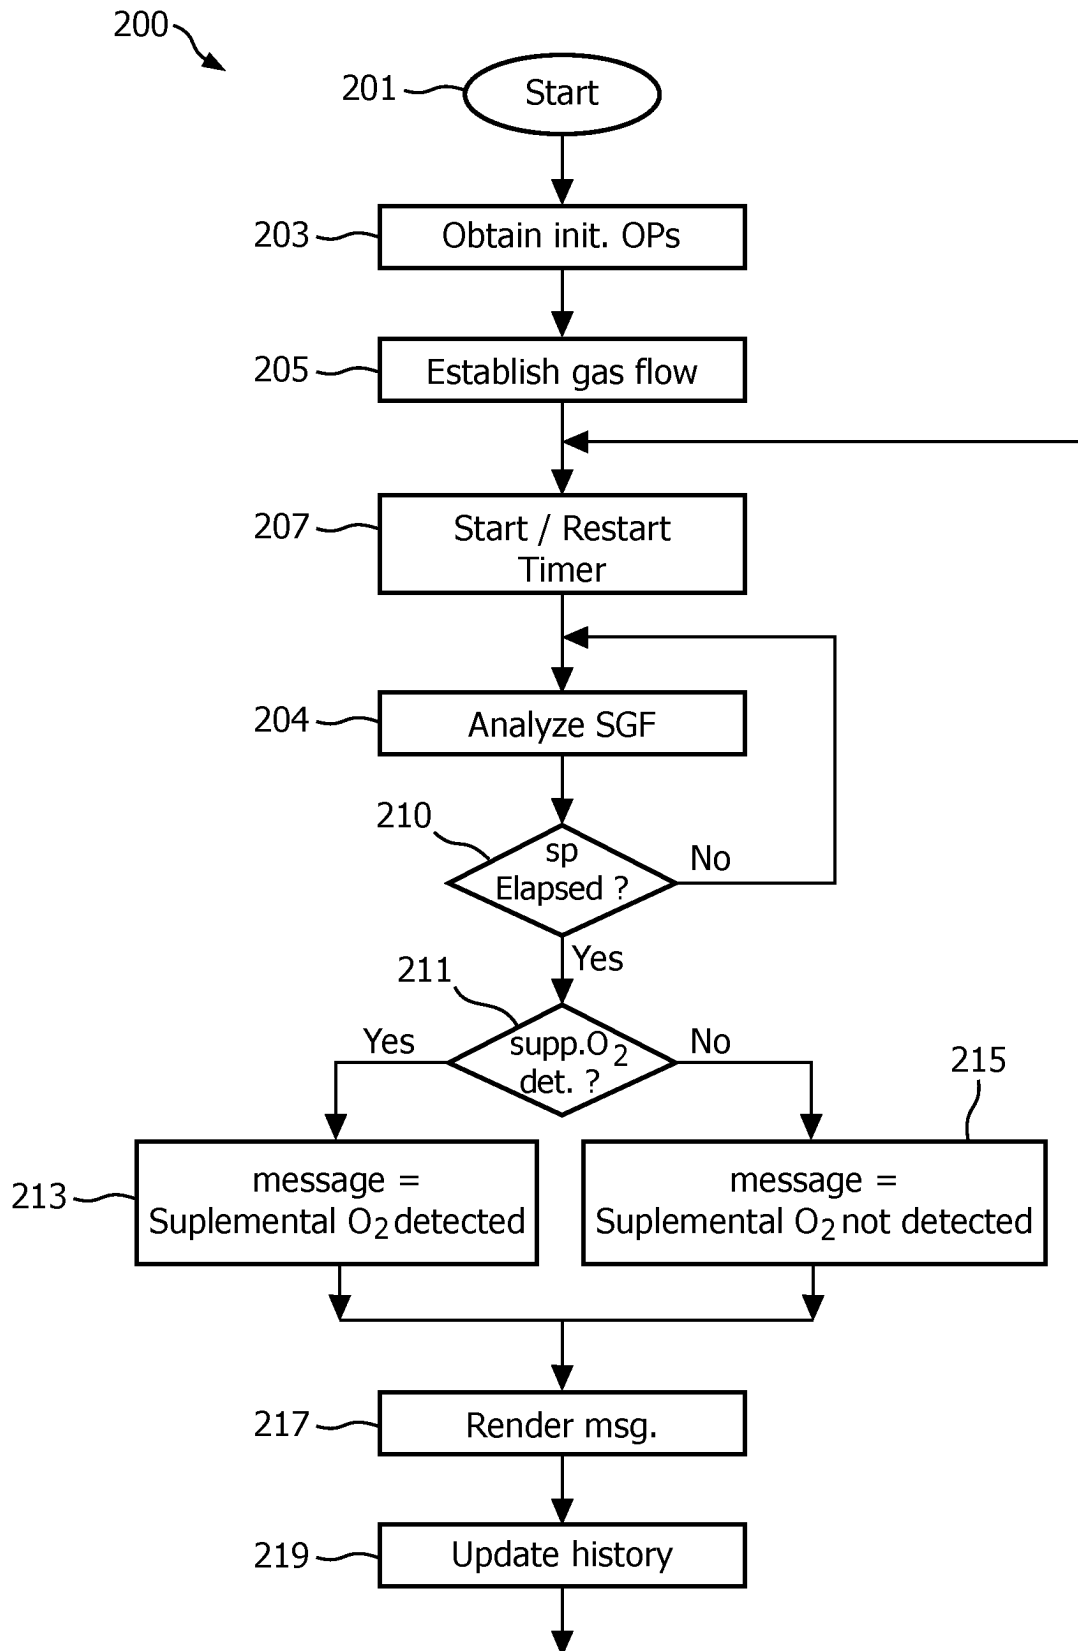 200
201
Start
203
Obtain init. OPs
205
Establish gas flow
207
Start / Restart
Timer
204
Analyze SGF
210
sp
Elapsed ?
No
Yes
211
supp.O2
det. ?
Yes
No
215
213
message =
Suplemental O2 detected
message =
Suplemental O2 not detected
217
Render msg.
219
Update history